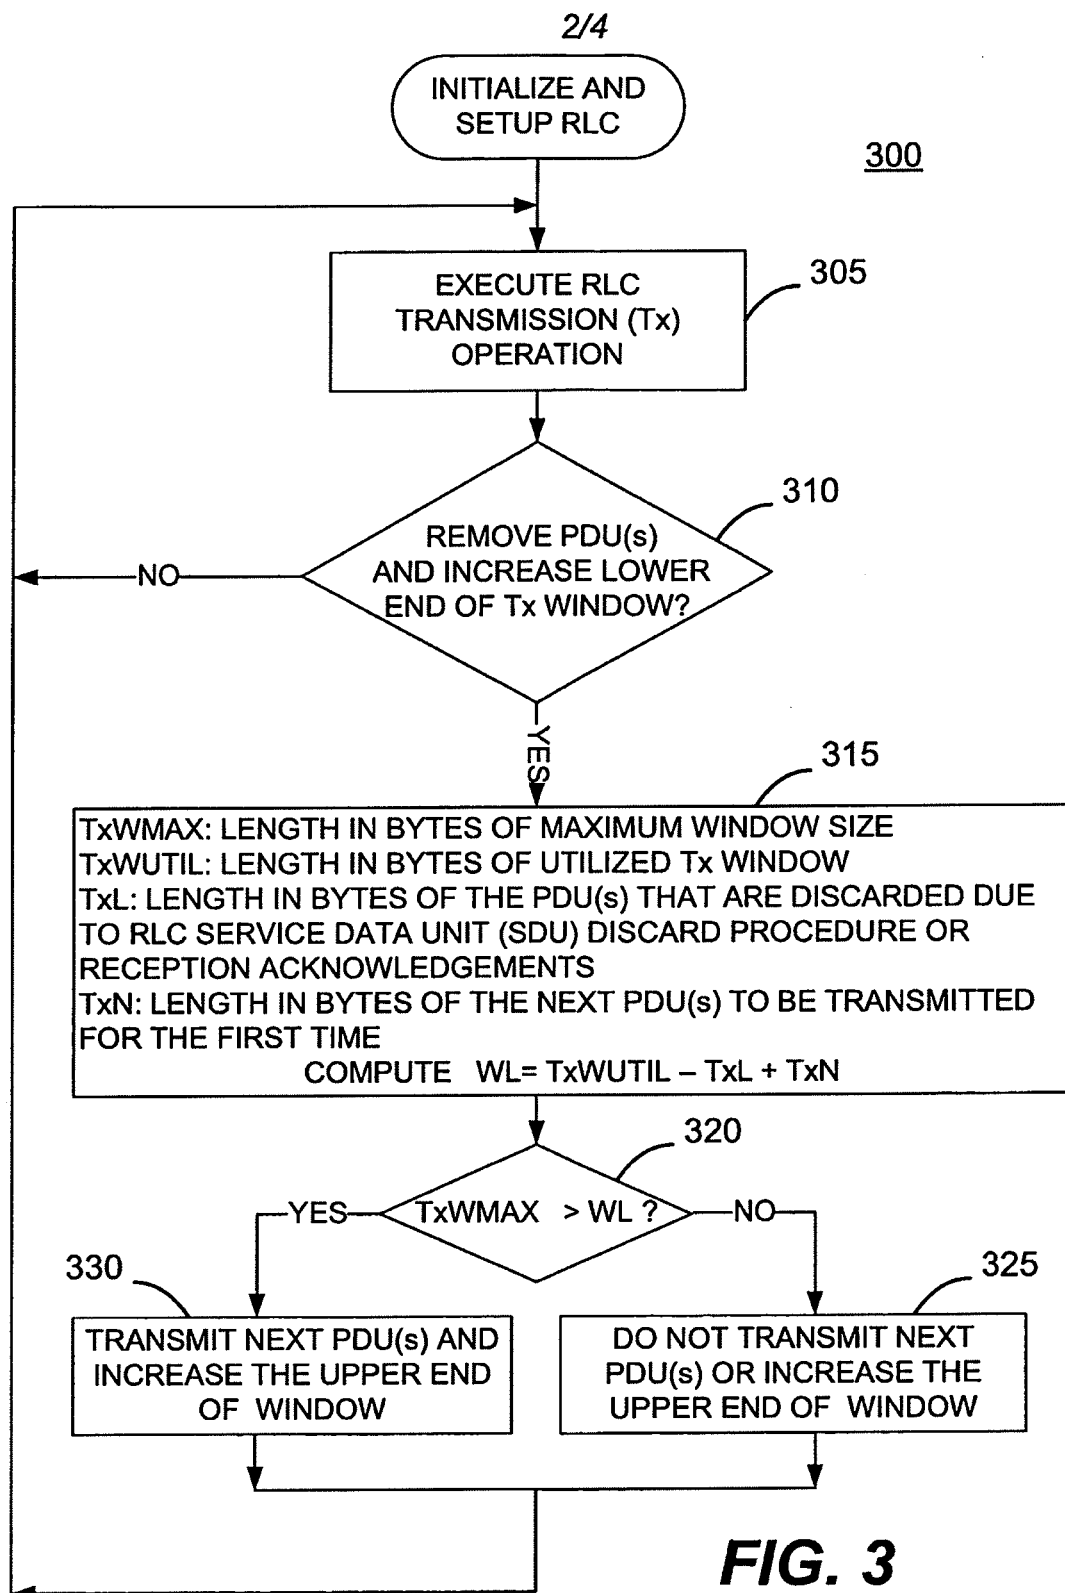 2/4
INITIALIZE AND
SETUP RLC
300
EXECUTE RLC
TRANSMISSION (Tx)
OPERATION
305
REMOVE PDU(s)
AND INCREASE LOWER
END OF Tx WINDOW?
310
NO
YES
315
TxWMAX: LENGTH IN BYTES OF MAXIMUM WINDOW SIZE
TxWUTIL: LENGTH IN BYTES OF UTILIZED Tx WINDOW
TxL: LENGTH IN BYTES OF THE PDU(s) THAT ARE DISCARDED DUE
TO RLC SERVICE DATA UNIT (SDU) DISCARD PROCEDURE OR
RECEPTION ACKNOWLEDGEMENTS
TxN: LENGTH IN BYTES OF THE NEXT PDU(s) TO BE TRANSMITTED
FOR THE FIRST TIME
COMPUTE WL= TxWUTIL – TxL + TxN
320
YES
TxWMAX > WL ?
NO
330
325
TRANSMIT NEXT PDU(s) AND
INCREASE THE UPPER END
OF WINDOW
DO NOT TRANSMIT NEXT
PDU(s) OR INCREASE THE
UPPER END OF WINDOW
FIG. 3